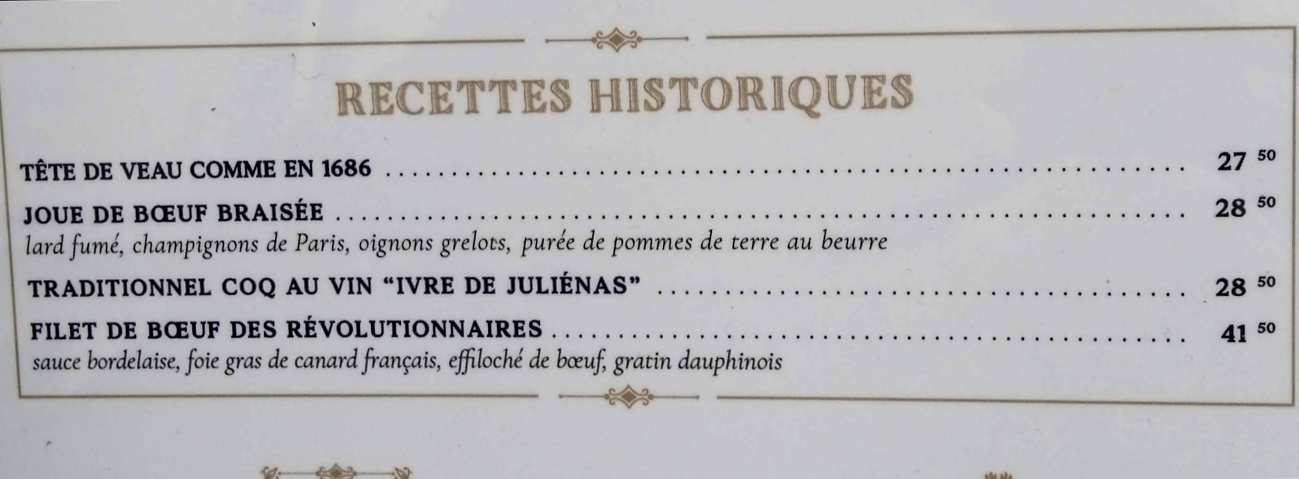 RECETTES HISTORIQUES
TÊTE DE VEAU COMME EN 1686 ........ 27 50
JOUE DE BŒUF BRAISÉE ........ 28 50
lard fumé, champignons de Paris, oignons grelots, purée de pommes de terre au beurre
TRADITIONNEL COQ AU VIN “IVRE DE JULIÉNAS” ........ 28 50
FILET DE BŒUF DES RÉVOLUTIONNAIRES ........ 41 50
sauce bordelaise, foie gras de canard français, effiloché de bœuf, gratin dauphinois